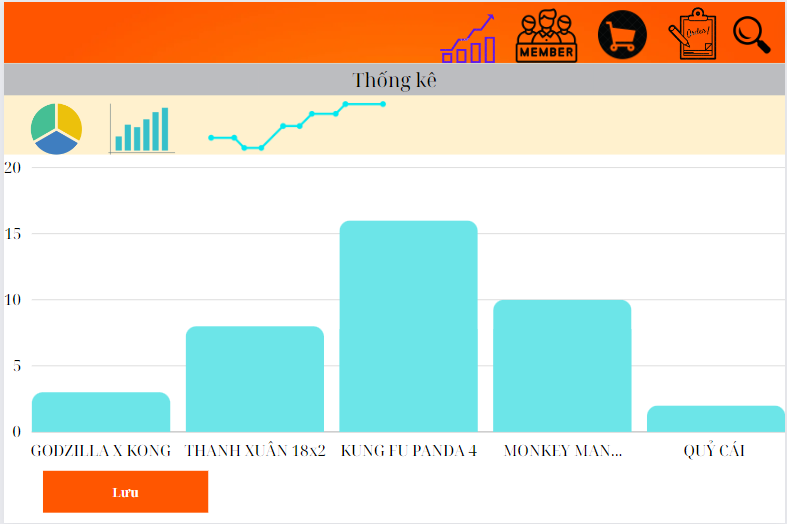 MEMBER
Order!
Thống kê
20
15
10
5
0
GODZILLA X KONG THANH XUÂN 18x2 KUNG FU PANDA 4 MONKEY MAN... QUỶ CÁI
Lưu